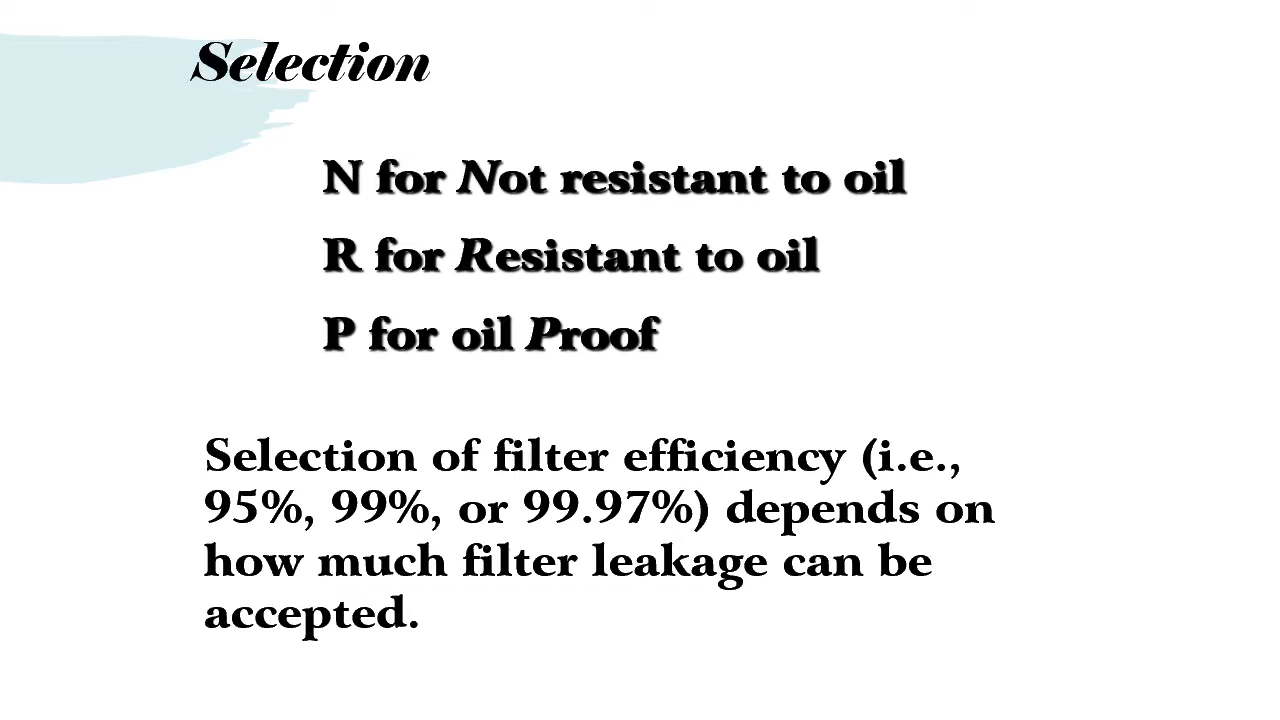 Selection
N for Not resistant to oil
R for Resistant to oil
P for oil Proof
Selection of filter efficiency (i.e.,
95%, 99%, or 99.97%) depends on
how much filter leakage can be
accepted.